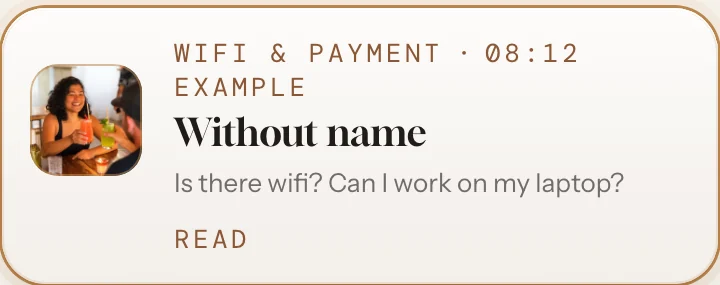 WIFI & PAYMENT · 08:12
EXAMPLE
Without name
Is there wifi? Can I work on my laptop?
READ